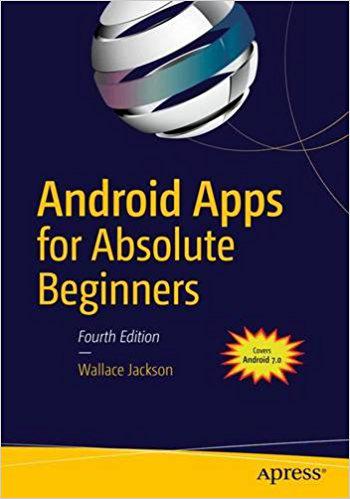 Android Apps
for Absolute
Beginners
Fourth Edition
—
Wallace Jackson
Covers
Android 7.0
Apress®